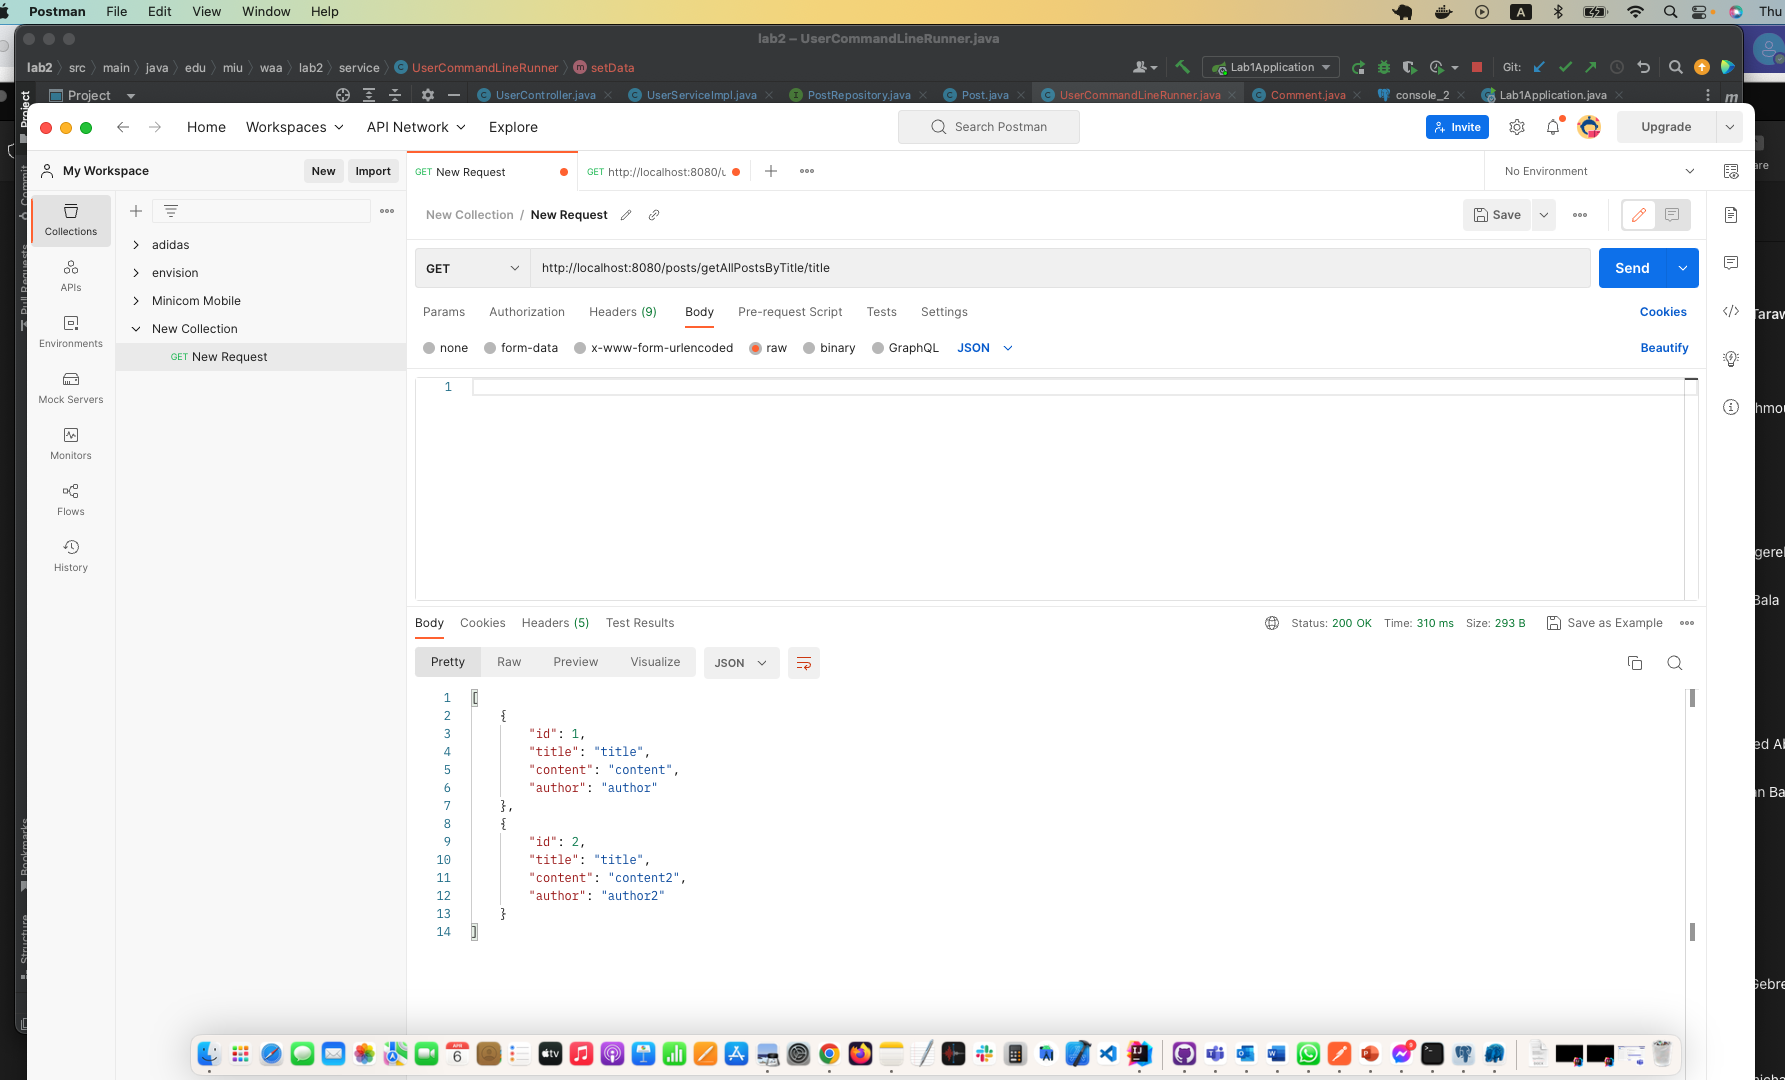 Postman File Edit View Window Help A Thu
lab2 – UserCommandLineRunner.java
lab2 src main java edu miu waa lab2 service UserCommandLineRunner setData Lab1Application Git:
Project UserController.java UserServiceImpl.java PostRepository.java Post.java UserCommandLineRunner.java Comment.java console_2 Lab1Application.java
Project
Home Workspaces API Network Explore Search Postman Invite Upgrade
My Workspace New Import GET New Request GET http://localhost:8080/u No Environment
New Collection / New Request Save
Collections
APIs
Environments
Mock Servers
Monitors
Flows
History
adidas
envision
Minicom Mobile
New Collection
GET New Request
GET http://localhost:8080/posts/getAllPostsByTitle/title Send
Params Authorization Headers (9) Body Pre-request Script Tests Settings Cookies
none form-data x-www-form-urlencoded raw binary GraphQL JSON Beautify
1
Body Cookies Headers (5) Test Results Status: 200 OK Time: 310 ms Size: 293 B Save as Example
Pretty Raw Preview Visualize JSON
1 [
2 {
3 "id": 1,
4 "title": "title",
5 "content": "content",
6 "author": "author"
7 },
8 {
9 "id": 2,
10 "title": "title",
11 "content": "content2",
12 "author": "author2"
13 }
14 ]
Bookmarks
Structure
Bala
APR
6
tv